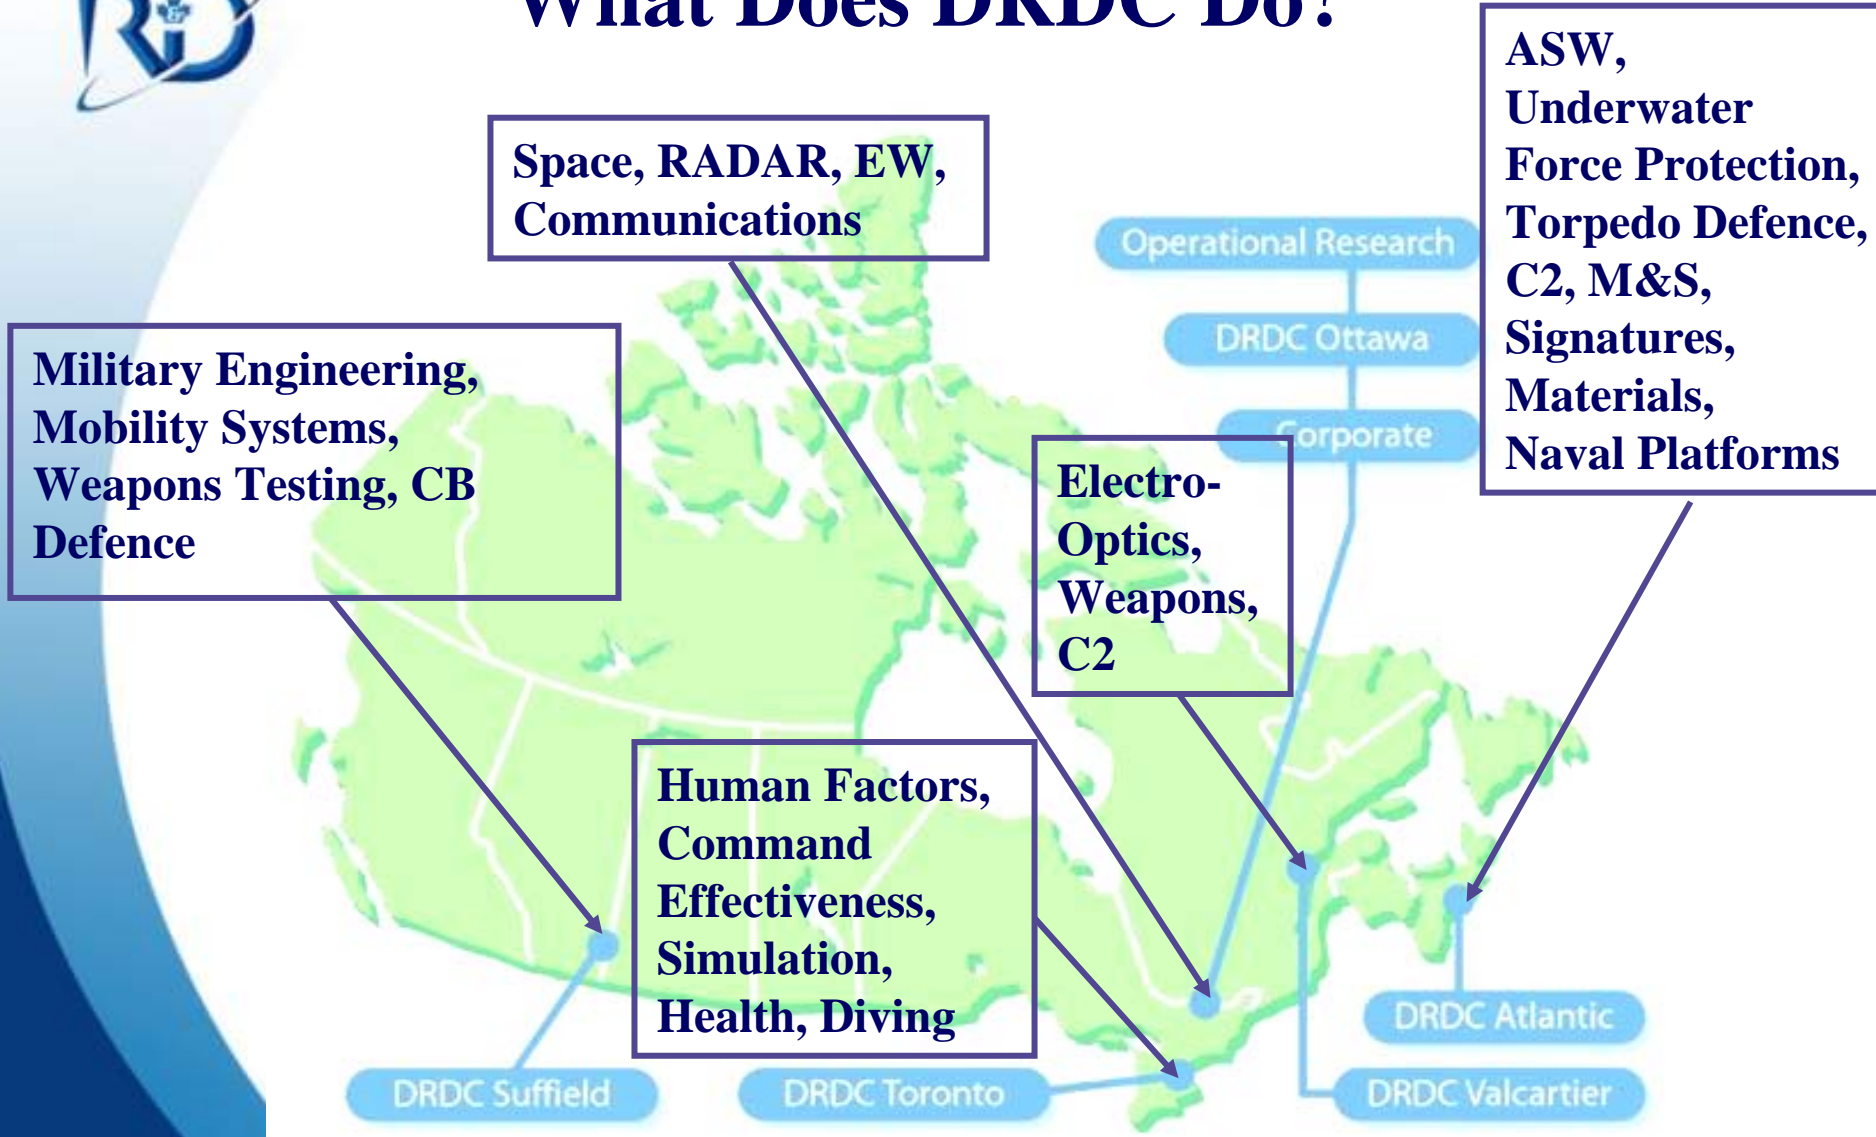 What Does DRDC Do?
R&D
ASW,
Underwater
Force Protection,
Torpedo Defence,
C2, M&S,
Signatures,
Materials,
Naval Platforms
Space, RADAR, EW,
Communications
Operational Research
DRDC Ottawa
Corporate
Military Engineering,
Mobility Systems,
Weapons Testing, CB
Defence
Electro-
Optics,
Weapons,
C2
Human Factors,
Command
Effectiveness,
Simulation,
Health, Diving
DRDC Atlantic
DRDC Suffield
DRDC Toronto
DRDC Valcartier